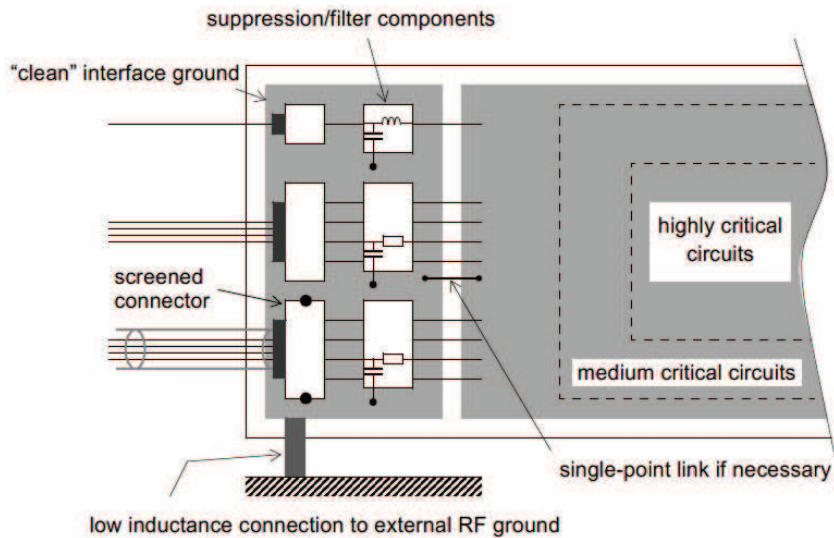 suppression/filter components
“clean” interface ground
screened
connector
highly critical
circuits
medium critical circuits
single-point link if necessary
low inductance connection to external RF ground